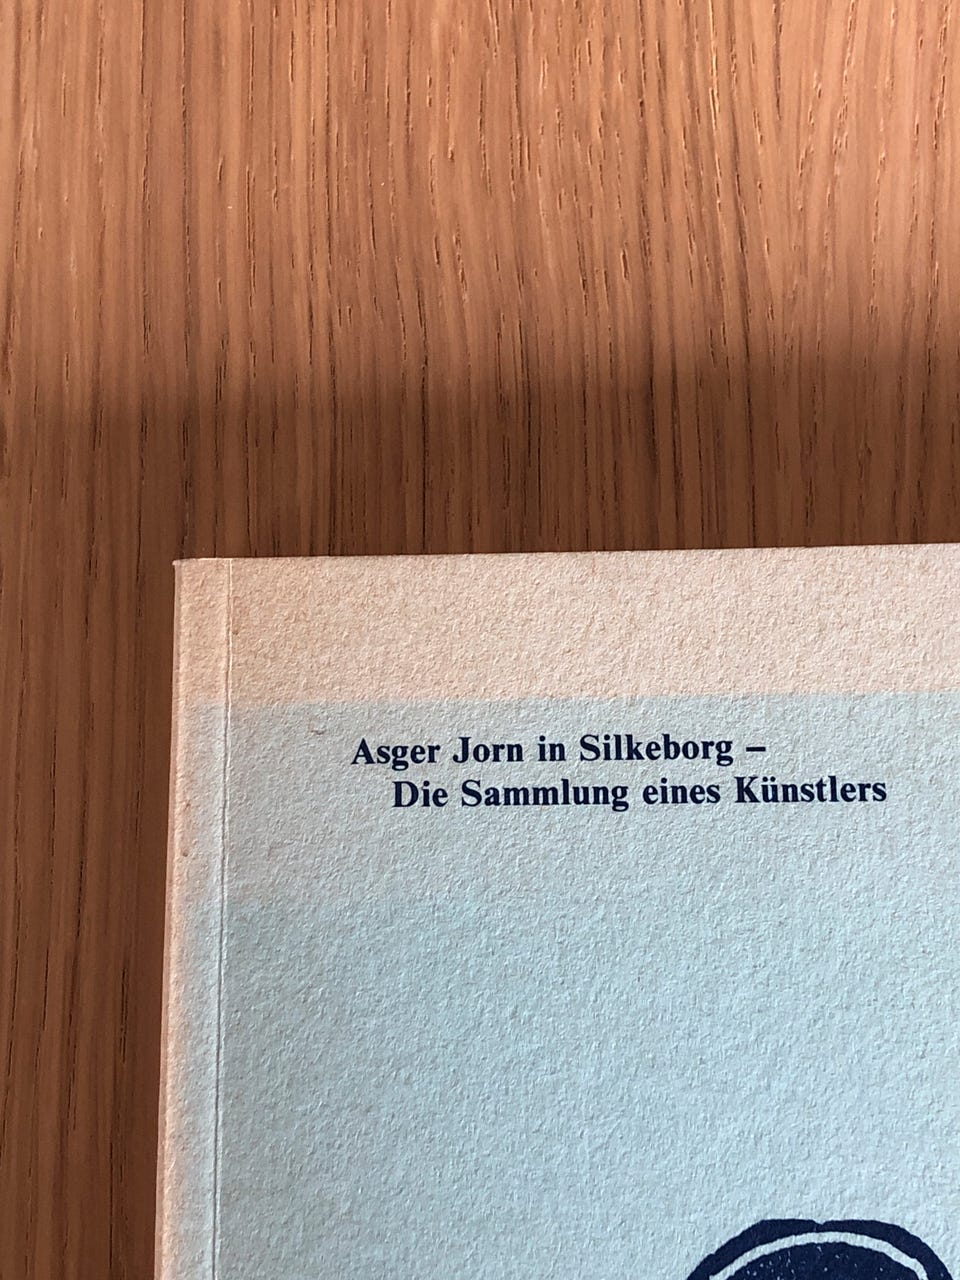 Asger Jorn in Silkeborg –
Die Sammlung eines Künstlers